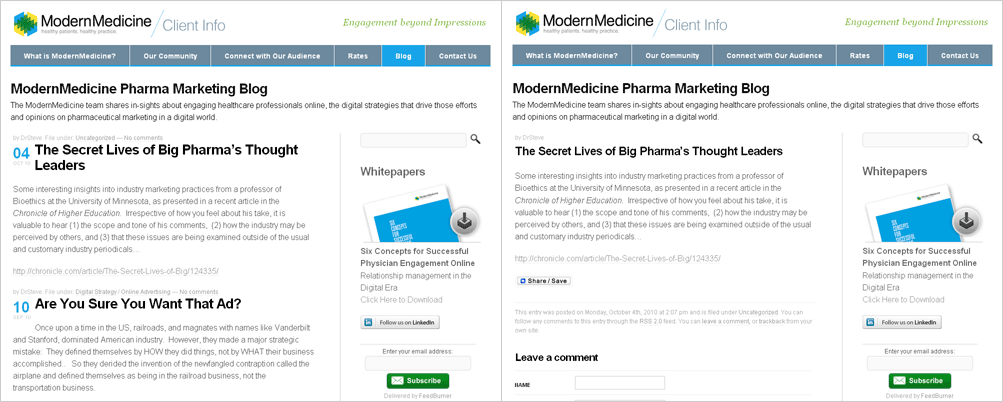 ModernMedicine
healthy patients. healthy practice.
Client Info
Engagement beyond Impressions
What is ModernMedicine?
Our Community
Connect with Our Audience
Rates
Blog
Contact Us
ModernMedicine Pharma Marketing Blog
The ModernMedicine team shares in-sights about engaging healthcare professionals online, the digital strategies that drive those efforts
and opinions on pharmaceutical marketing in a digital world.
by DrSteve. File under: Uncategorized — No comments
04
OCT 10
The Secret Lives of Big Pharma's Thought
Leaders
Some interesting insights into industry marketing practices from a professor of
Bioethics at the University of Minnesota, as presented in a recent article in the
Chronicle of Higher Education.  Irrespective of how you feel about his take, it is
valuable to hear (1) the scope and tone of his comments,  (2) how the industry may be
perceived by others, and (3) that these issues are being examined outside of the usual
and customary industry periodicals…
http://chronicle.com/article/The-Secret-Lives-of-Big/124335/
by DrSteve. File under: Digital Strategy / Online Advertising — No comments
10
SEP 10
Are You Sure You Want That Ad?
Once upon a time in the US, railroads, and magnates with names like Vanderbilt
and Stanford, dominated American industry.  However, they made a major strategic
mistake:  They defined themselves by HOW they did things, not by WHAT their business
accomplished..   So they derided the invention of the newfangled contraption called the
airplane and defined themselves as being in the railroad business, not the
transportation business.
Whitepapers
ModernMedicine
SIX
CONCEPTS
FOR
SUCCESSFUL
Six Concepts for Successful
Physician Engagement Online
Relationship management in the
Digital Era
Click Here to Download
in Follow us on LinkedIn
Enter your email address:
Subscribe
Delivered by FeedBurner
ModernMedicine
healthy patients. healthy practice.
Client Info
Engagement beyond Impressions
What is ModernMedicine?
Our Community
Connect with Our Audience
Rates
Blog
Contact Us
ModernMedicine Pharma Marketing Blog
The ModernMedicine team shares in-sights about engaging healthcare professionals online, the digital strategies that drive those efforts
and opinions on pharmaceutical marketing in a digital world.
by DrSteve
The Secret Lives of Big Pharma's Thought Leaders
Some interesting insights into industry marketing practices from a professor of
Bioethics at the University of Minnesota, as presented in a recent article in the
Chronicle of Higher Education.  Irrespective of how you feel about his take, it is
valuable to hear (1) the scope and tone of his comments,  (2) how the industry may be
perceived by others, and (3) that these issues are being examined outside of the usual
and customary industry periodicals…
http://chronicle.com/article/The-Secret-Lives-of-Big/124335/
Share / Save
This entry was posted on Monday, October 4th, 2010 at 2:07 pm and is filed under Uncategorized. You can
follow any comments to this entry through the RSS 2.0 feed. You can leave a comment, or trackback from your
own site.
Leave a comment
NAME
Whitepapers
ModernMedicine
SIX
CONCEPTS
FOR
SUCCESSFUL
Six Concepts for Successful
Physician Engagement Online
Relationship management in the
Digital Era
Click Here to Download
in Follow us on LinkedIn
Enter your email address:
Subscribe
Delivered by FeedBurner